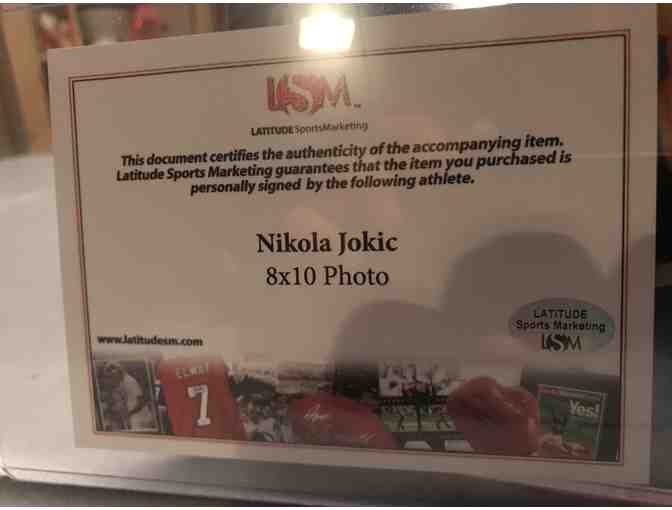 LSM™
LATITUDE SportsMarketing
This document certifies the authenticity of the accompanying item.
Latitude Sports Marketing guarantees that the item you purchased is
personally signed by the following athlete.
Nikola Jokic
8x10 Photo
LATITUDE
Sports Marketing
LSM
www.latitudesm.com
ELWAY
7
Yes!